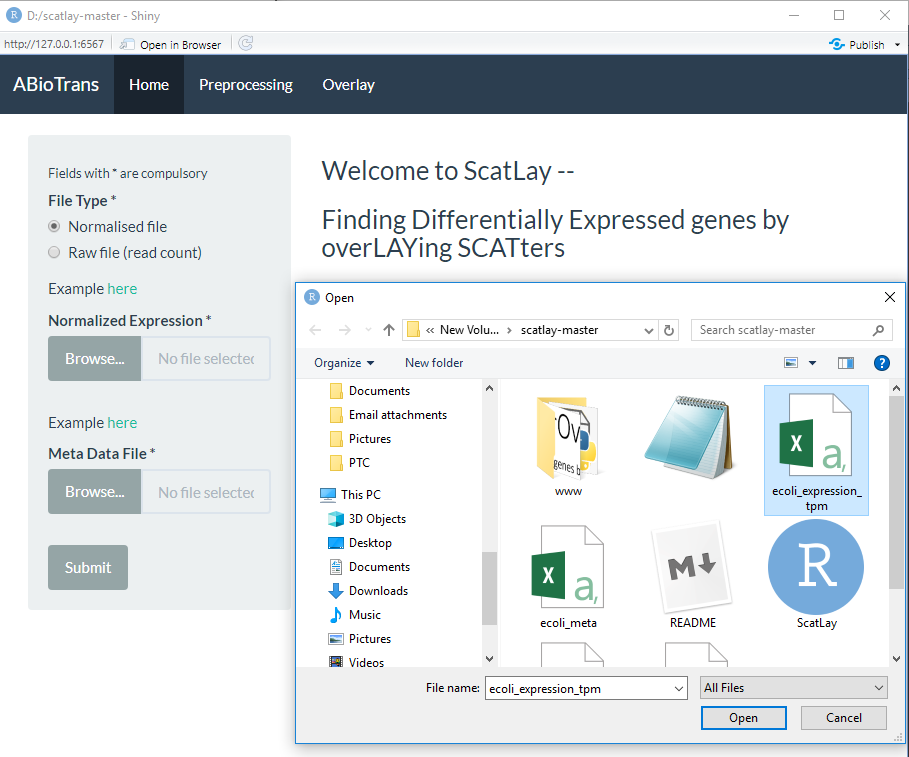 D:/scatlay-master - Shiny
http://127.0.0.1:6567 Open in Browser Publish
ABioTrans Home Preprocessing Overlay
Fields with * are compulsory
File Type *
Normalised file
Raw file (read count)
Example here
Normalized Expression *
Browse... No file selected
Example here
Meta Data File *
Browse... No file selected
Submit
Welcome to ScatLay --
Finding Differentially Expressed genes by
overLAYing SCATters
Open
« New Volu... › scatlay-master
Search scatlay-master
Organize New folder
Documents
Email attachments
Pictures
PTC
This PC
3D Objects
Desktop
Documents
Downloads
Music
Pictures
Videos
www
ecoli_expression_
tpm
ecoli_meta
README
ScatLay
File name: ecoli_expression_tpm All Files
Open Cancel